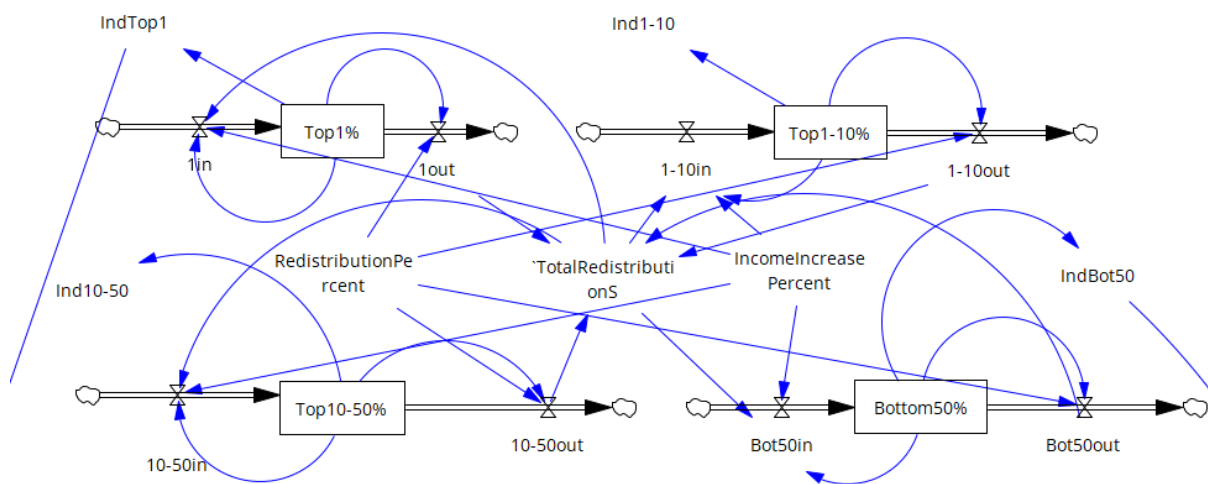 IndTop1
Ind1-10
Top1%
Top1-10%
1in
1out
1-10in
1-10out
RedistributionPe
rcent
`TotalRedistributi
onS
IncomeIncrease
Percent
Ind10-50
IndBot50
Top10-50%
Bottom50%
10-50in
10-50out
Bot50in
Bot50out